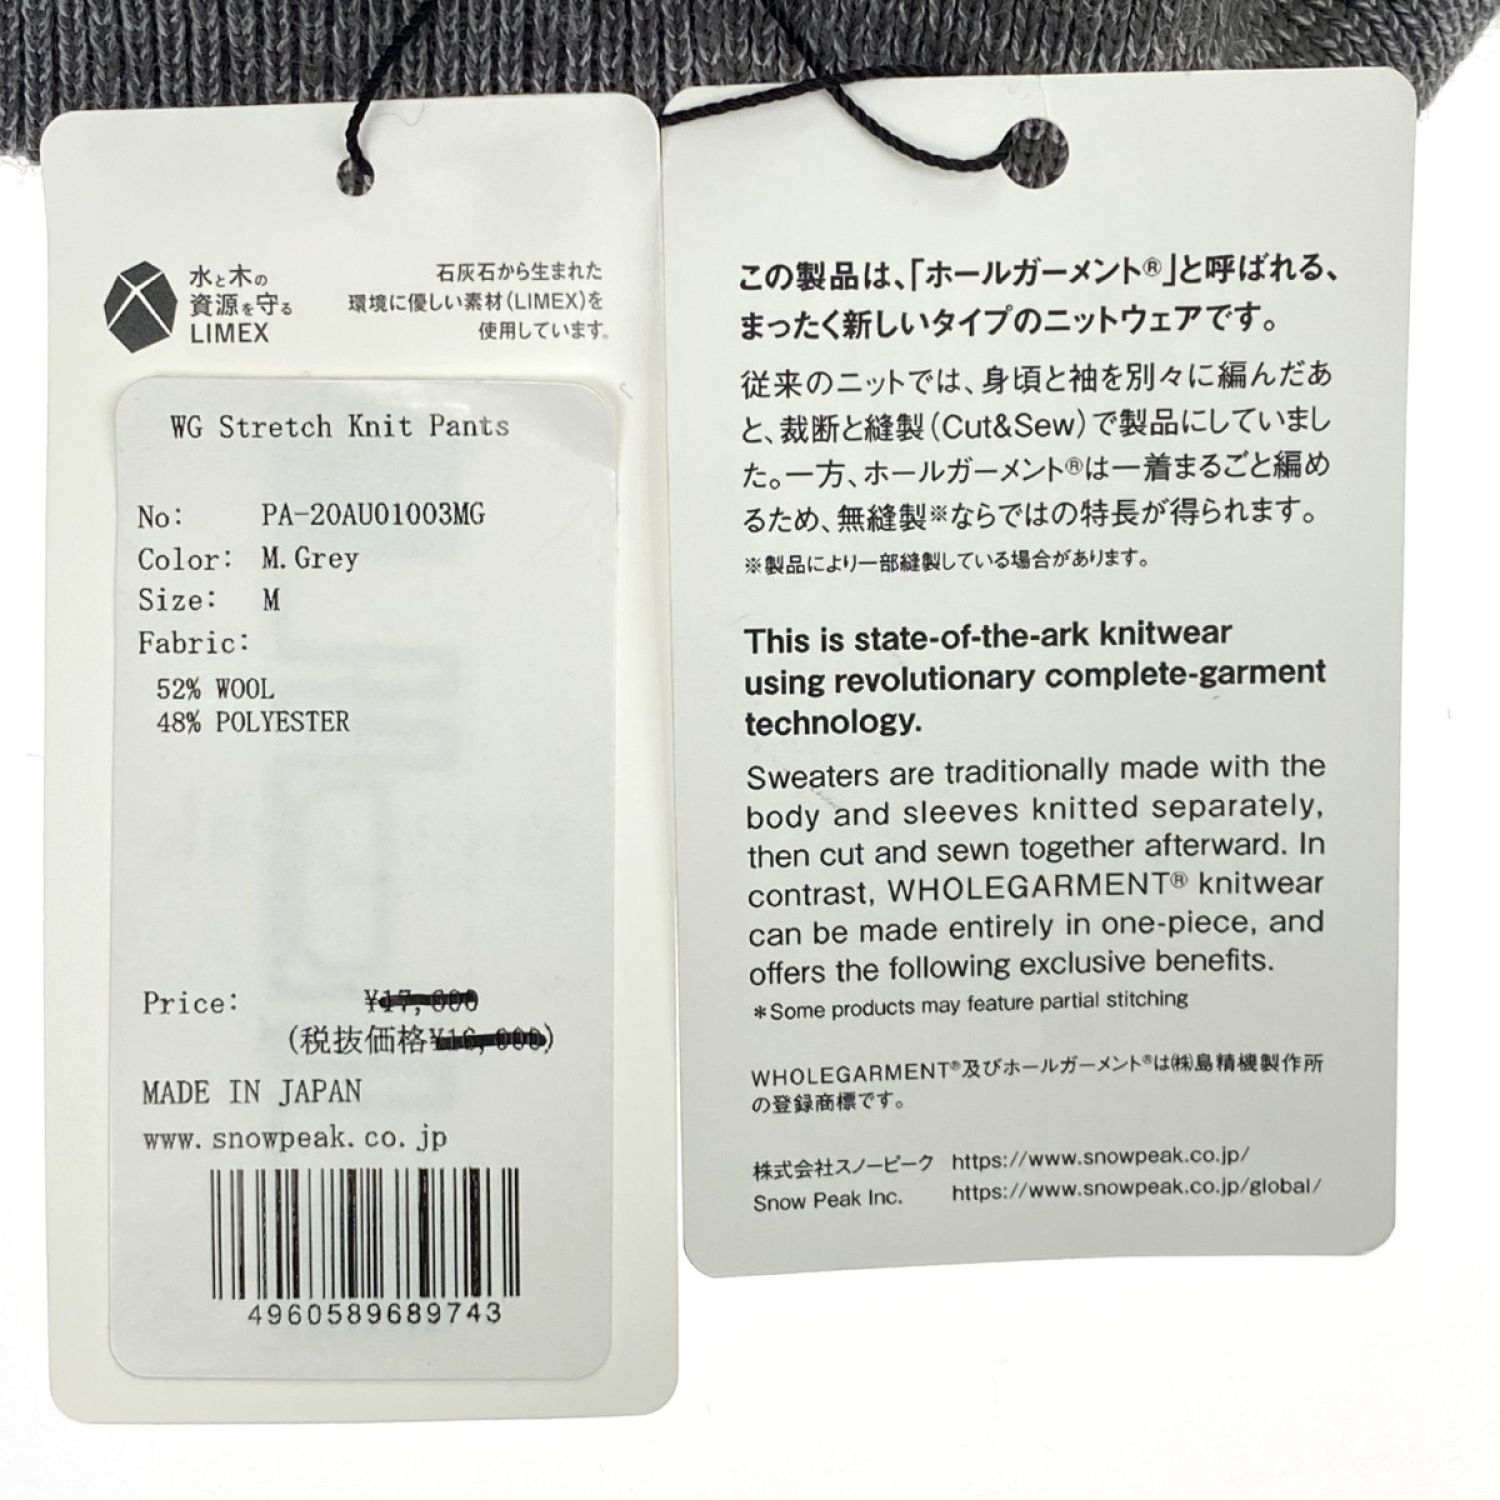 水と木の
資源を守る
LIMEX
石灰石から生まれた
環境に優しい素材(LIMEX)を
使用しています。
WG Stretch Knit Pants
No: PA-20AU01003MG
Color: M.Grey
Size: M
Fabric:
52% WOOL
48% POLYESTER
Price: ¥17,600
(税抜価格¥16,000)
MADE IN JAPAN
www.snowpeak.co.jp
4960589689743
この製品は、「ホールガーメント®」と呼ばれる、
まったく新しいタイプのニットウェアです。
従来のニットでは、身頃と袖を別々に編んだあ
と、裁断と縫製(Cut&Sew)で製品にしていまし
た。一方、ホールガーメント®は一着まるごと編め
るため、無縫製※ならではの特長が得られます。
※製品により一部縫製している場合があります。
This is state-of-the-ark knitwear
using revolutionary complete-garment
technology.
Sweaters are traditionally made with the
body and sleeves knitted separately,
then cut and sewn together afterward. In
contrast, WHOLEGARMENT® knitwear
can be made entirely in one-piece, and
offers the following exclusive benefits.
*Some products may feature partial stitching
WHOLEGARMENT®及びホールガーメント®は㈱島精機製作所
の登録商標です。
株式会社スノーピーク https://www.snowpeak.co.jp/
Snow Peak Inc. https://www.snowpeak.co.jp/global/